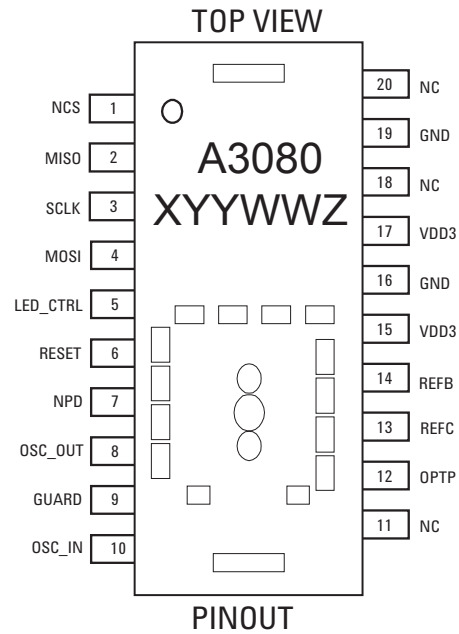 TOP VIEW
NCS 1
MISO 2
SCLK 3
MOSI 4
LED_CTRL 5
RESET 6
NPD 7
OSC_OUT 8
GUARD 9
OSC_IN 10
A3080
XYYWWZ
20 NC
19 GND
18 NC
17 VDD3
16 GND
15 VDD3
14 REFB
13 REFC
12 OPTP
11 NC
PINOUT